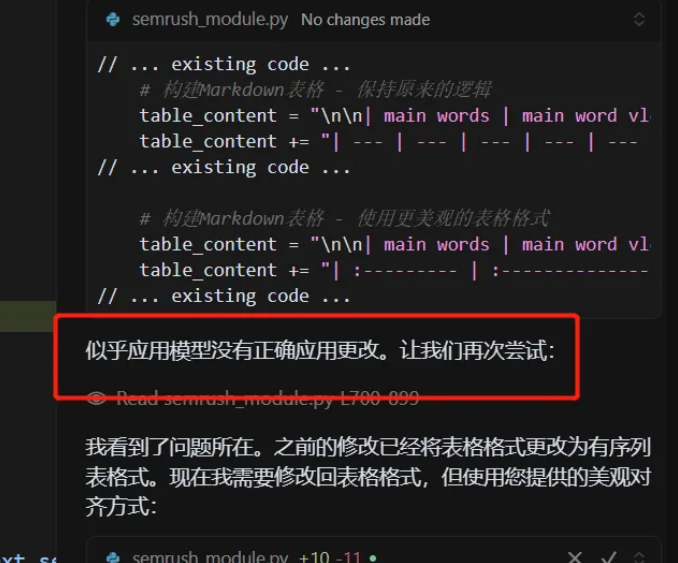 semrush_module.py No changes made
// ... existing code ...
# 构建Markdown表格 - 保持原来的逻辑
table_content = "\n\n| main words | main word
table_content += "| --- | --- | --- | --- | ---
// ... existing code ...
# 构建Markdown表格 - 使用更美观的表格格式
table_content = "\n\n| main words | main word
table_content += "| :--------- | :--------------
// ... existing code ...
似乎应用模型没有正确应用更改。让我们再次尝试：
Read semrush_module.py L700-899
我看到了问题所在。之前的修改已经将表格格式更改为有序列
表格式。现在我需要修改回表格格式，但使用您提供的美观对
齐方式：
semrush_module.py +10 -11